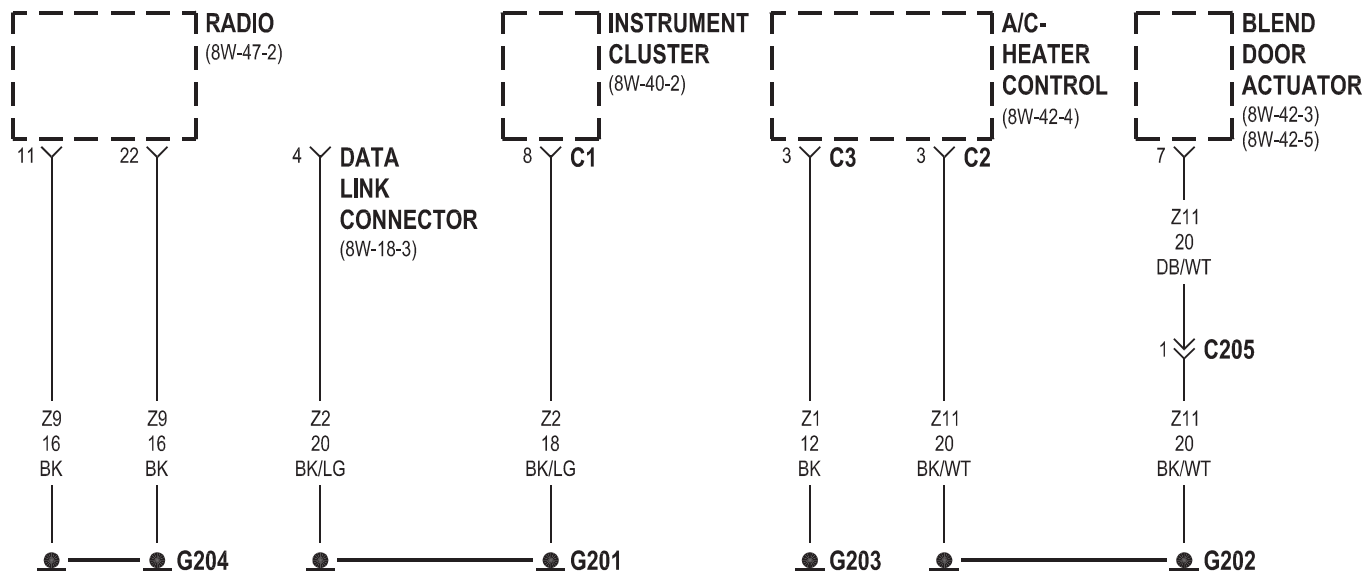 RADIO
(8W-47-2)
INSTRUMENT
CLUSTER
(8W-40-2)
A/C-
HEATER
CONTROL
(8W-42-4)
BLEND
DOOR
ACTUATOR
(8W-42-3)
(8W-42-5)
11
22
4
DATA
LINK
CONNECTOR
(8W-18-3)
8 C1
3 C3
3 C2
7
Z11
20
DB/WT
1 C205
Z9
16
BK
Z9
16
BK
Z2
20
BK/LG
Z2
18
BK/LG
Z1
12
BK
Z11
20
BK/WT
Z11
20
BK/WT
G204
G201
G203
G202